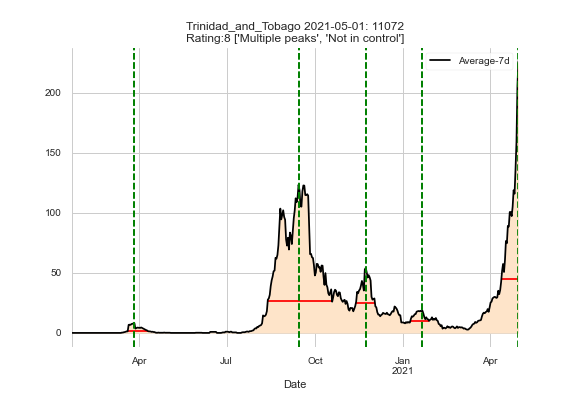 Trinidad_and_Tobago 2021-05-01: 11072
Rating:8 ['Multiple peaks', 'Not in control']
Average-7d
200
150
100
50
0
Apr
Jul
Oct
Jan
2021
Apr
Date